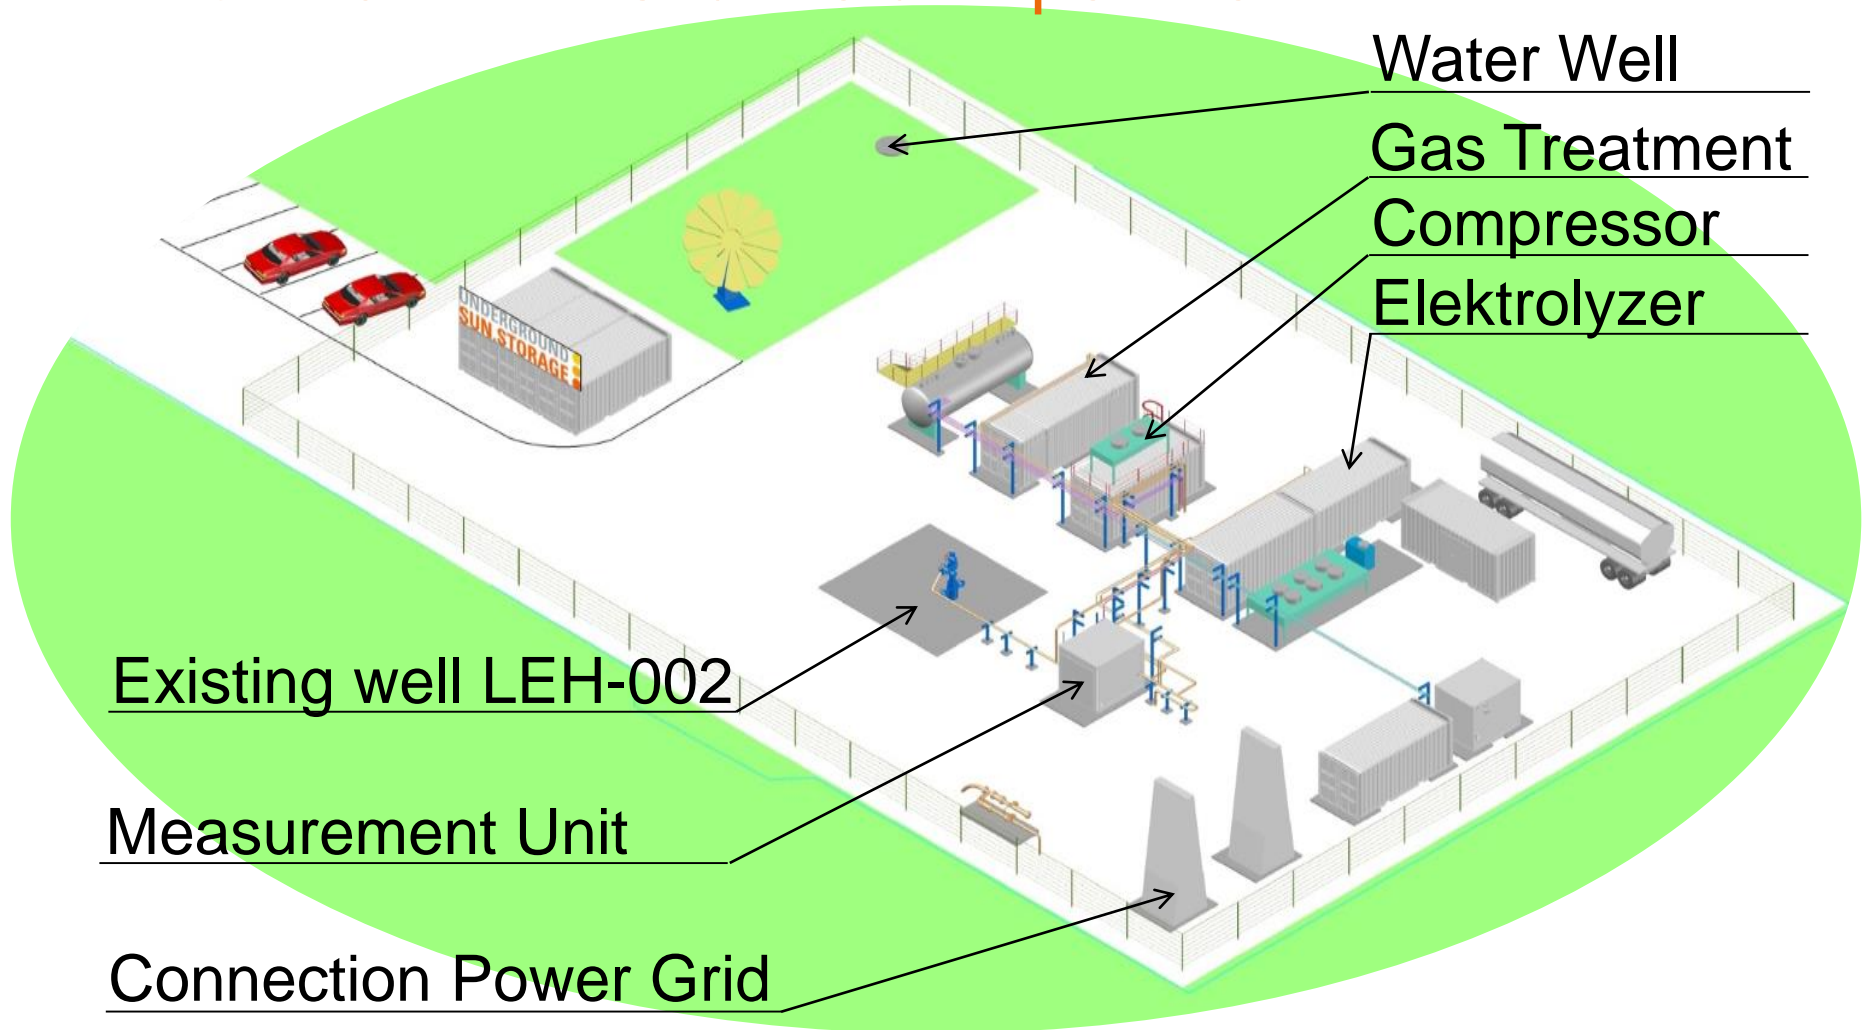 Water Well
Gas Treatment
Compressor
Elektrolyzer
UNDERGROUND
SUN.STORAGE
Existing well LEH-002
Measurement Unit
Connection Power Grid